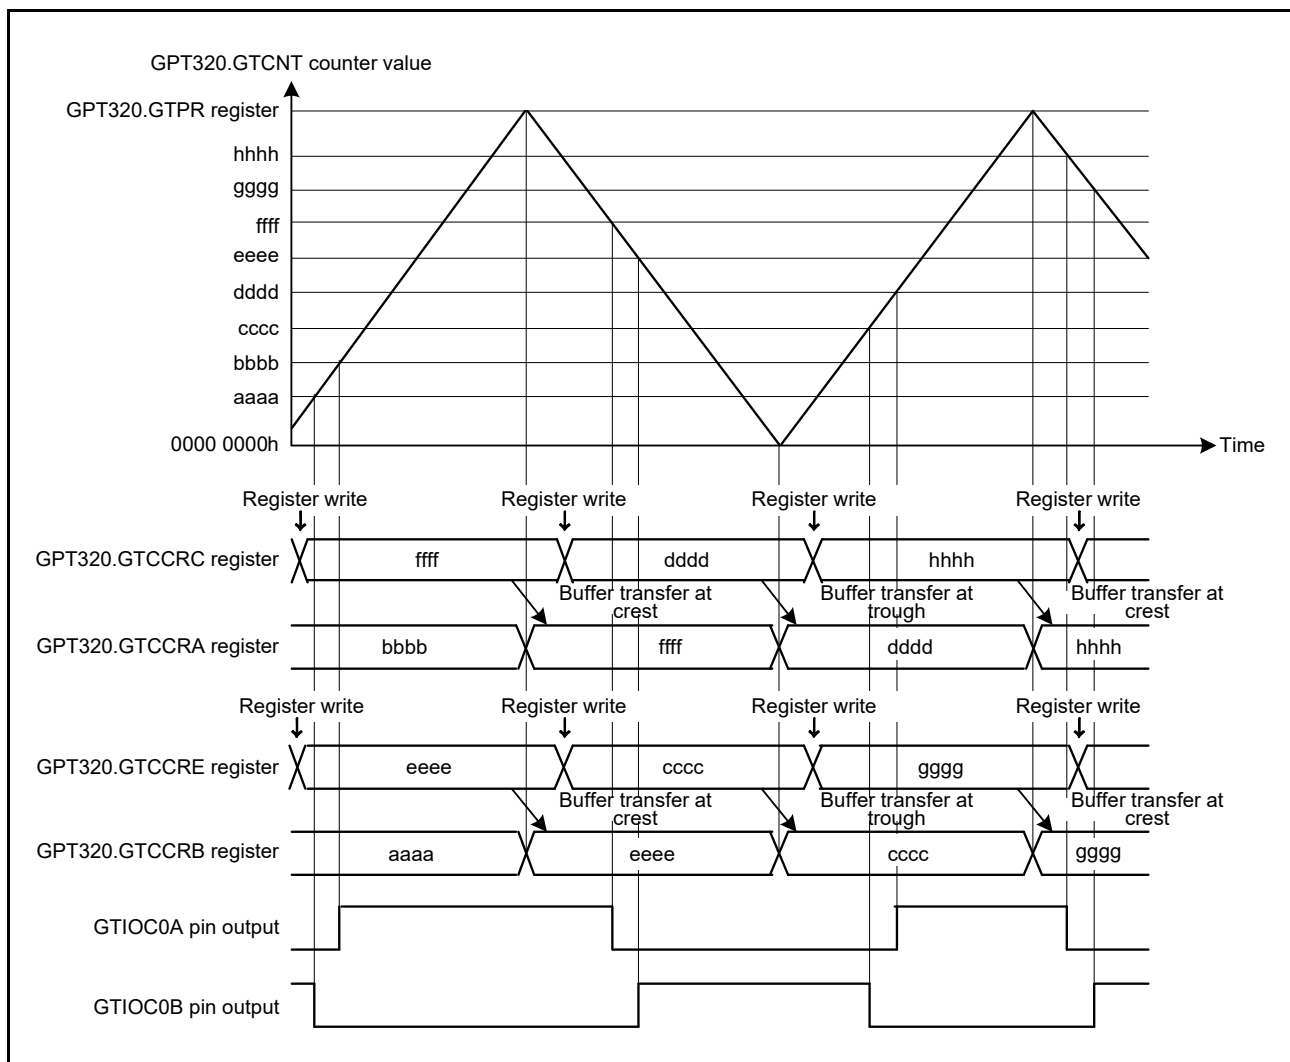 GPT320.GTCNT counter value
GPT320.GTPR register
hhhh
gggg
ffff
eeee
dddd
cccc
bbbb
aaaa
0000 0000h
Time
Register write Register write Register write Register write
GPT320.GTCCRC register ffff dddd hhhh
Buffer transfer at Buffer transfer at Buffer transfer at
crest trough crest
GPT320.GTCCRA register bbbb ffff dddd hhhh
Register write Register write Register write Register write
GPT320.GTCCRE register eeee cccc gggg
Buffer transfer at Buffer transfer at Buffer transfer at
crest trough crest
GPT320.GTCCRB register aaaa eeee cccc gggg
GTIOC0A pin output
GTIOC0B pin output